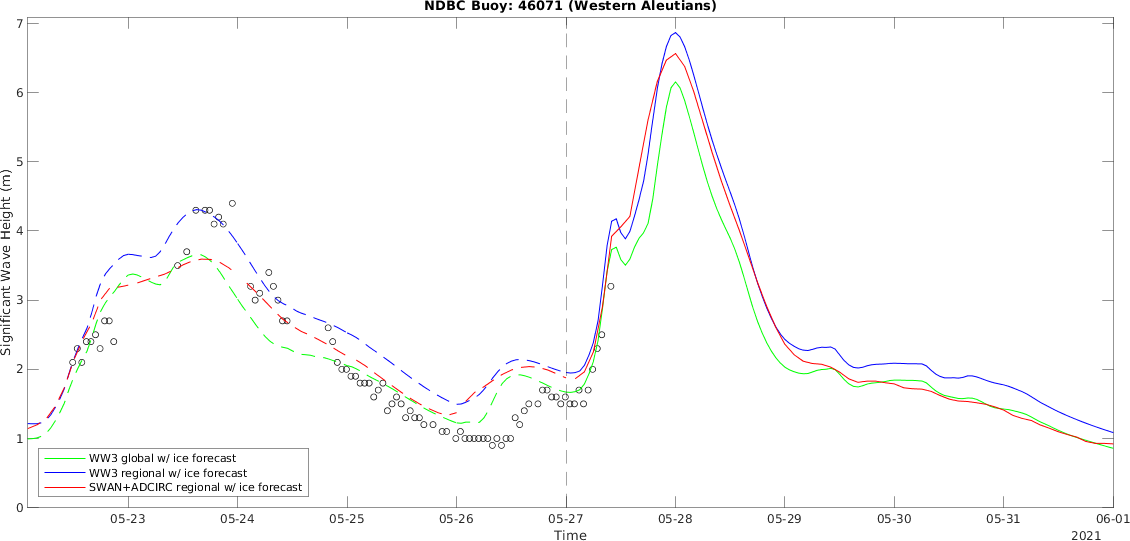 NDBC Buoy: 46071 (Western Aleutians)
7
6
5
4
3
2
1
0
Significant Wave Height (m)
WW3 global w/ ice forecast
WW3 regional w/ ice forecast
SWAN+ADCIRC regional w/ ice forecast
05-23 05-24 05-25 05-26 05-27 05-28 05-29 05-30 05-31 06-01
Time
2021